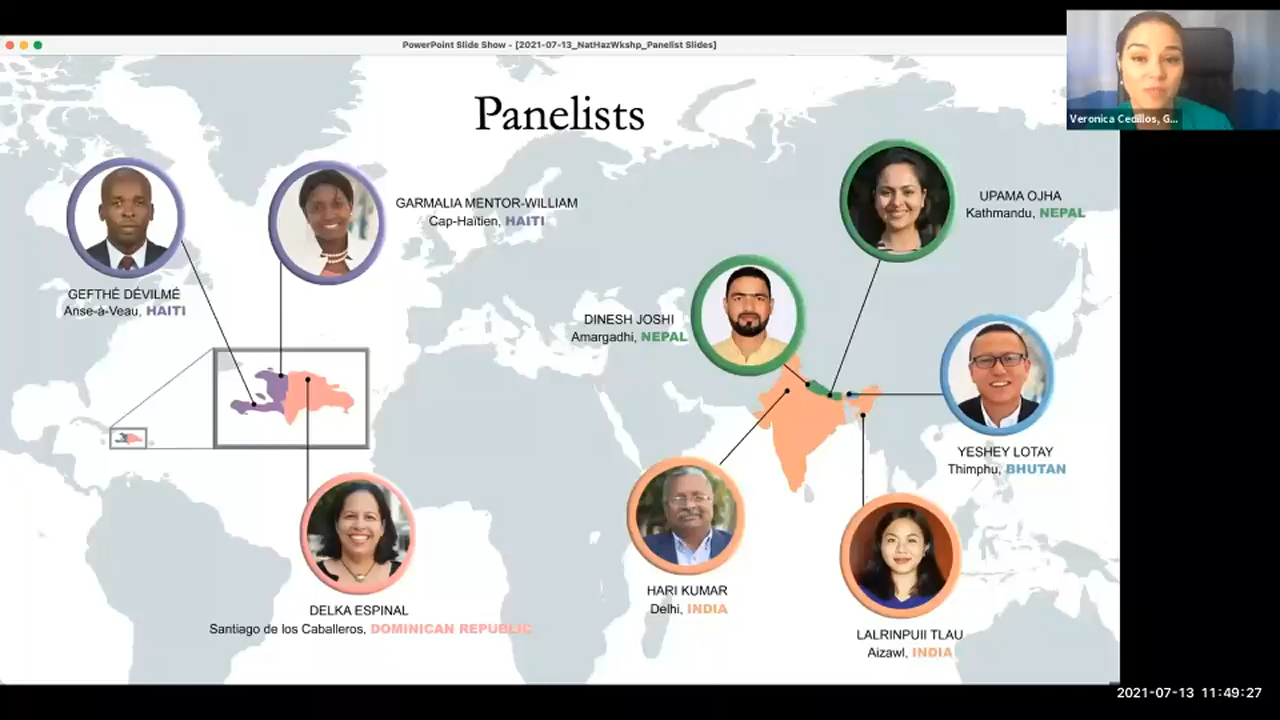 PowerPoint Slide Show - [2021-07-13_NatHazWkshp_Panelist Slides]
Veronica Cedillos, G...
Panelists
GARMALIA MENTOR-WILLIAM
Cap-Haïtien, HAITI
UPAMA OJHA
Kathmandu, NEPAL
GEFTHÉ DÉVILMÉ
Anse-à-Veau, HAITI
DINESH JOSHI
Amargadhi, NEPAL
YESHEY LOTAY
Thimphu, BHUTAN
HARI KUMAR
Delhi, INDIA
DELKA ESPINAL
Santiago de los Caballeros, DOMINICAN REPUBLIC
LALRINPUII TLAU
Aizawl, INDIA
2021-07-13 11:49:27